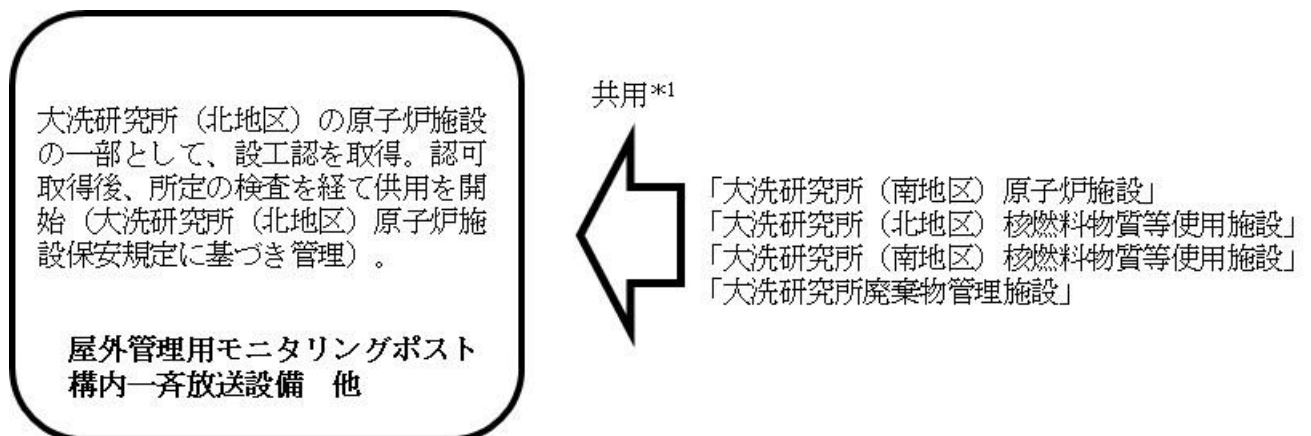 大洗研究所（北地区）の原子炉施設
の一部として、設工認を取得。認可
取得後、所定の検査を経て供用を開
始（大洗研究所（北地区）原子炉施
設保安規定に基づき管理）。
屋外管理用モニタリングポスト
構内一斉放送設備　他
共用*1
「大洗研究所（南地区）原子炉施設」
「大洗研究所（北地区）核燃料物質等使用施設」
「大洗研究所（南地区）核燃料物質等使用施設」
「大洗研究所廃棄物管理施設」